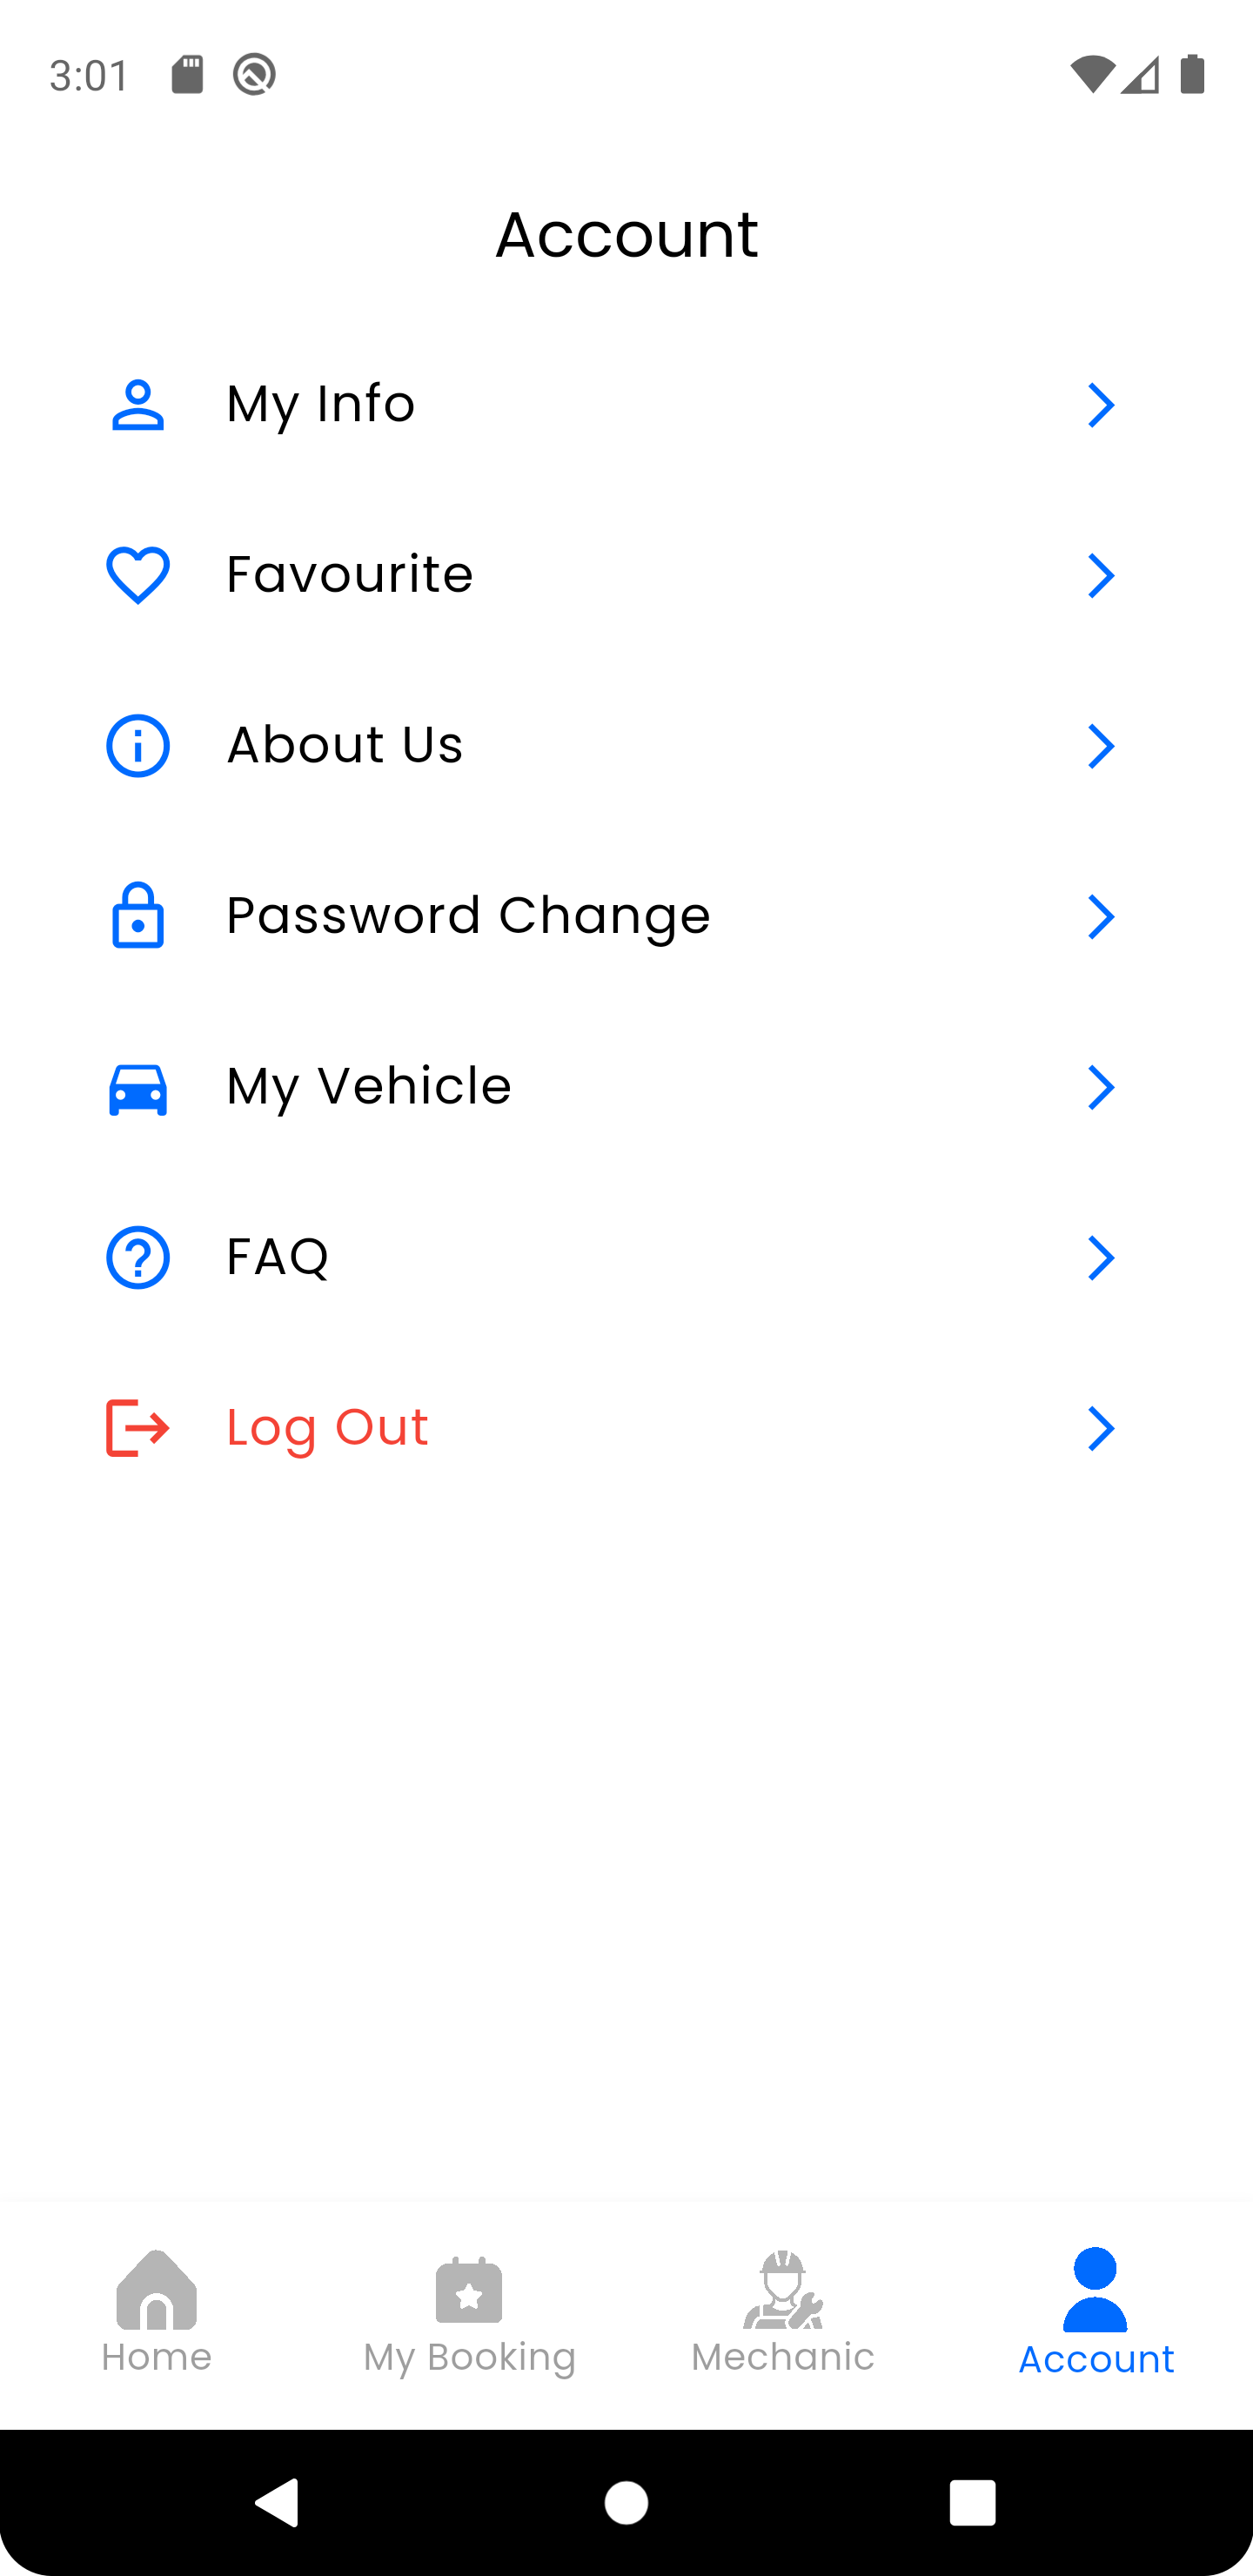 3:01
Account
My Info
Favourite
About Us
Password Change
My Vehicle
FAQ
Log Out
Home
My Booking
Mechanic
Account